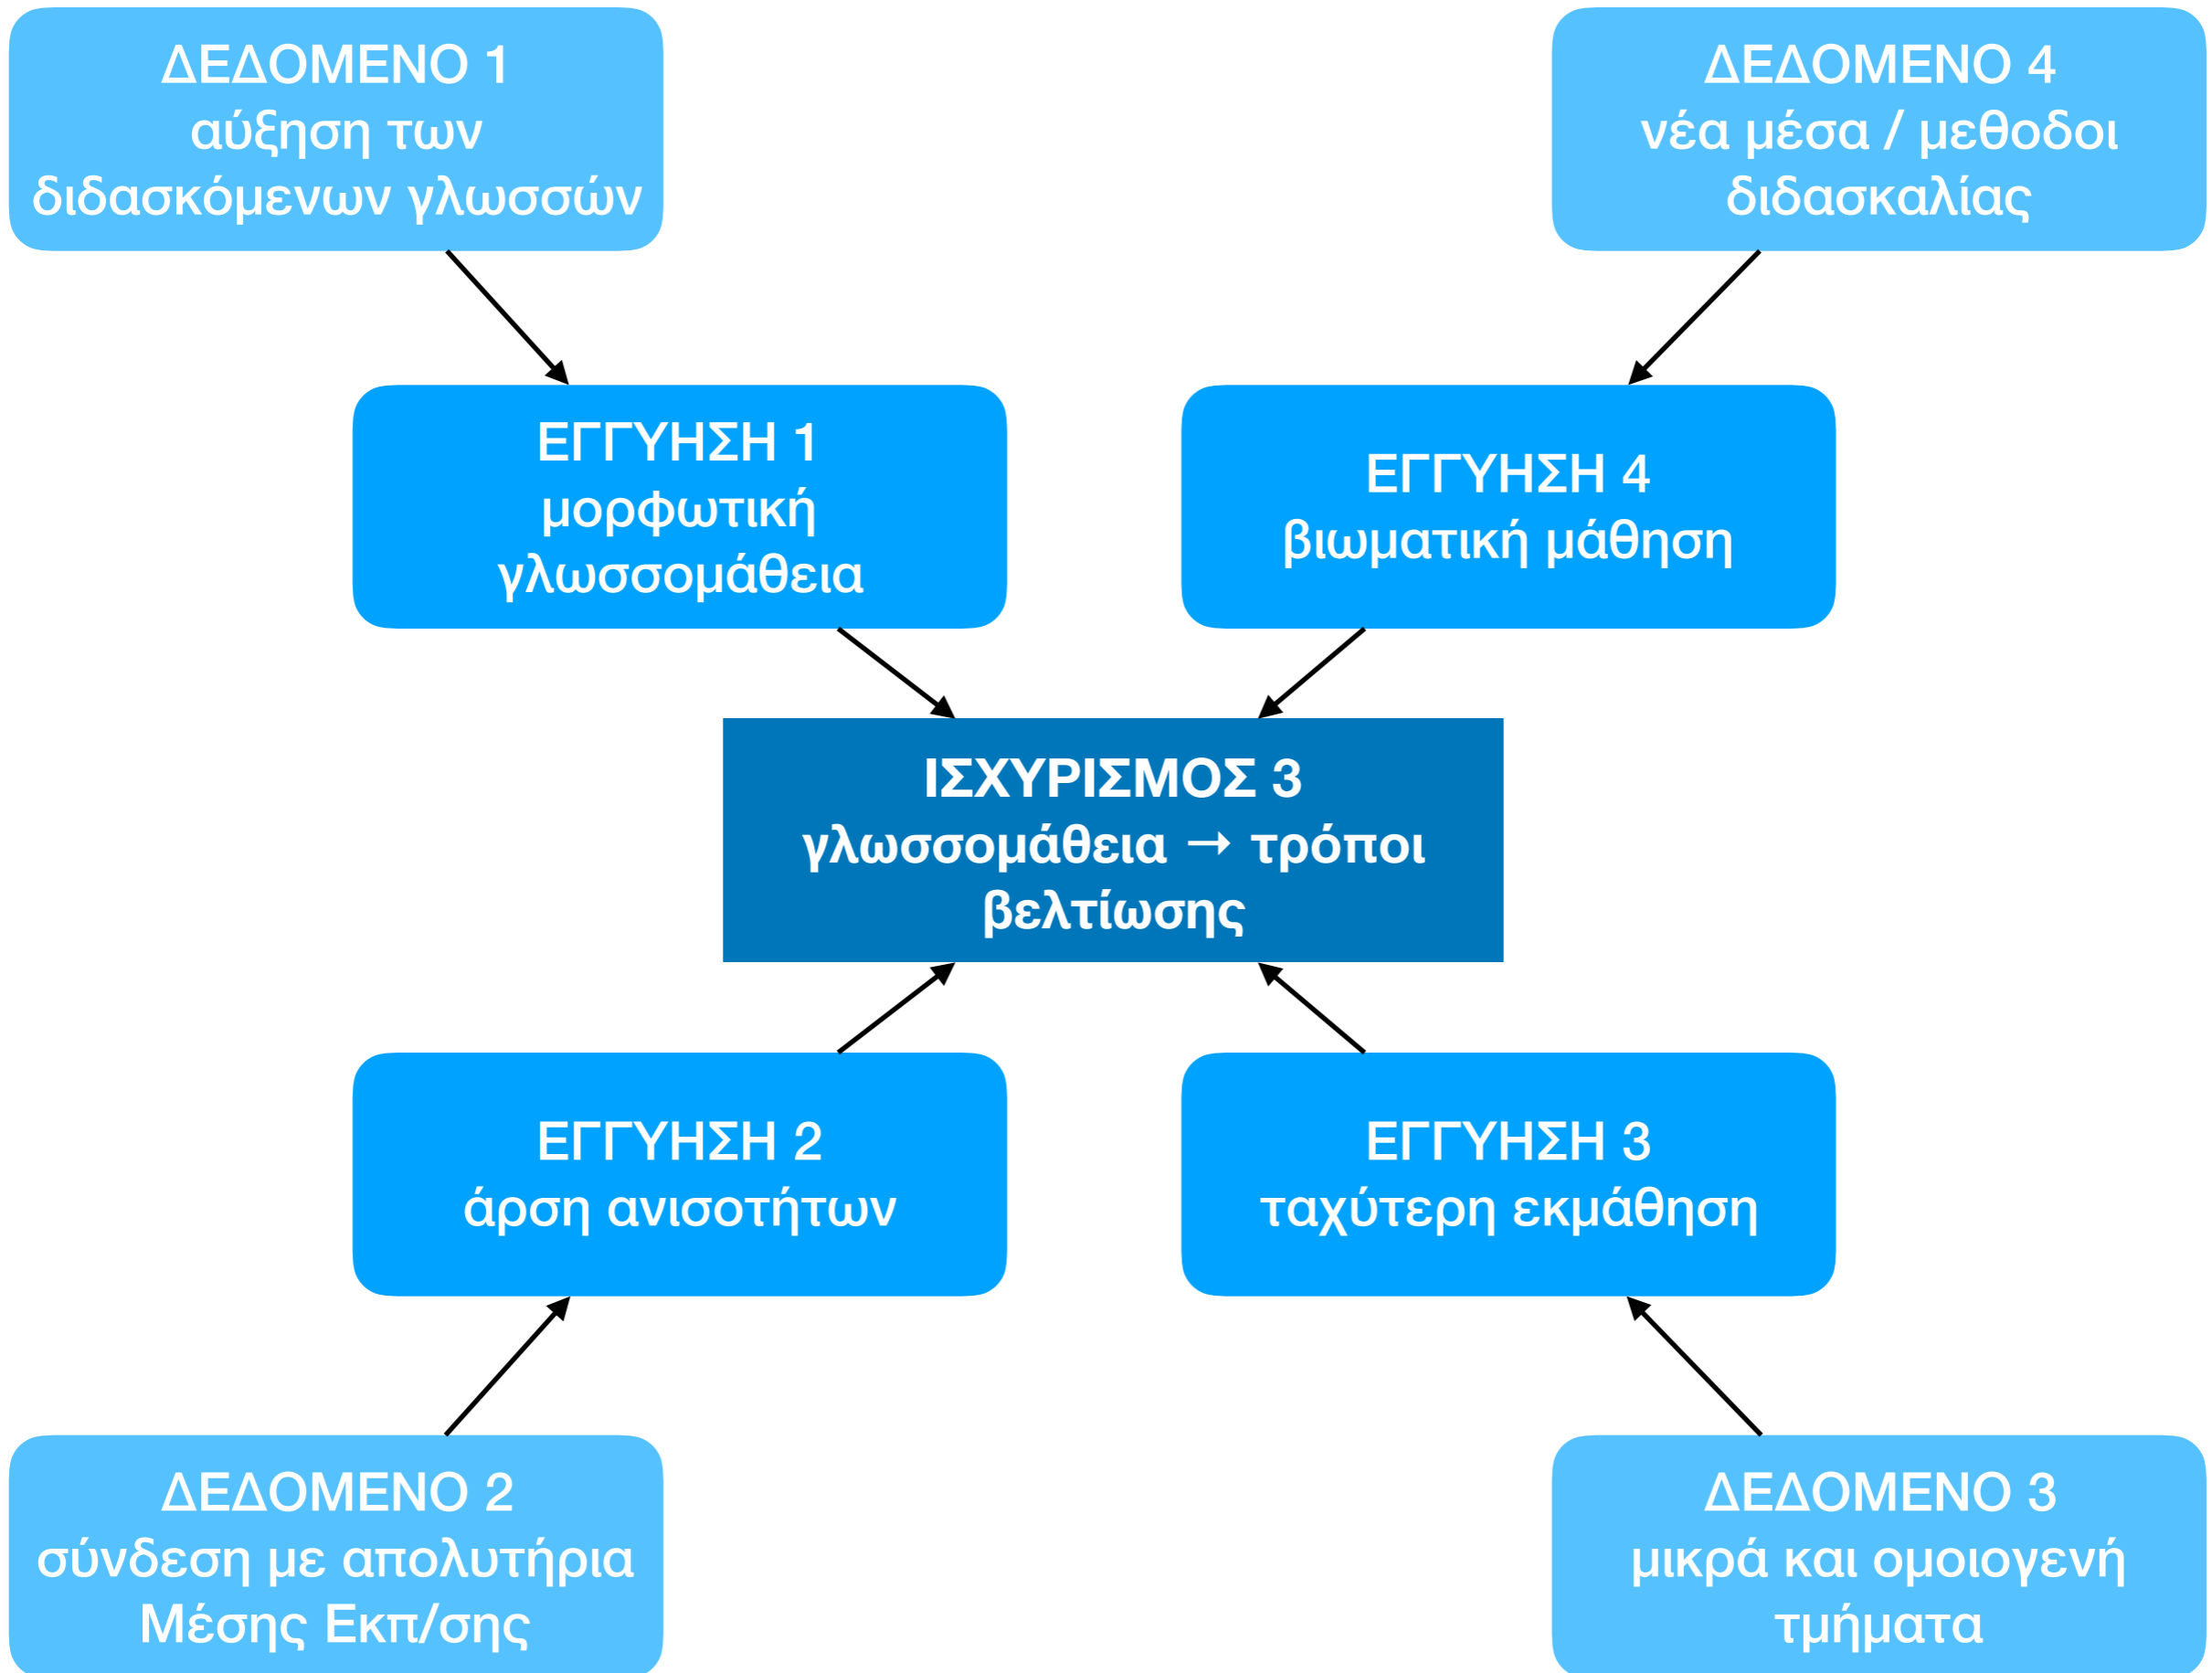 ΔΕΔΟΜΕΝΟ 1
αύξηση των
διδασκόμενων γλωσσών
ΔΕΔΟΜΕΝΟ 4
νέα μέσα / μεθοδοι
διδασκαλίας
ΕΓΓΥΗΣΗ 1
μορφωτική
γλωσσομάθεια
ΕΓΓΥΗΣΗ 4
βιωματική μάθηση
ΙΣΧΥΡΙΣΜΟΣ 3
γλωσσομάθεια → τρόποι
βελτίωσης
ΕΓΓΥΗΣΗ 2
άρση ανισοτήτων
ΕΓΓΥΗΣΗ 3
ταχύτερη εκμάθηση
ΔΕΔΟΜΕΝΟ 2
σύνδεση με απολυτήρια
Μέσης Εκπ/σης
ΔΕΔΟΜΕΝΟ 3
μικρά και ομοιογενή
τμήματα